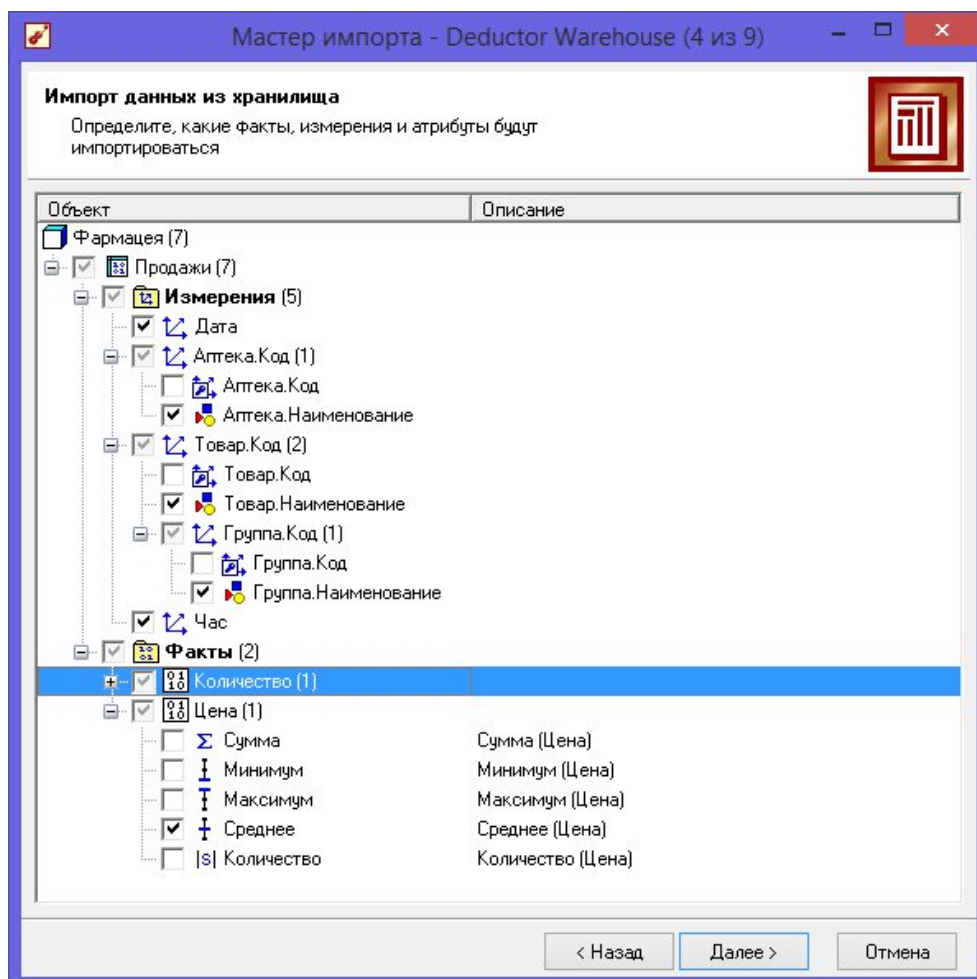 Мастер импорта - Deductor Warehouse (4 из 9)
Импорт данных из хранилища
Определите, какие факты, измерения и атрибуты будут
импортироваться
Объект Описание
Фармацея (7)
Продажи (7)
Измерения (5)
Дата
Аптека.Код (1)
Аптека.Код
Аптека.Наименование
Товар.Код (2)
Товар.Код
Товар.Наименование
Группа.Код (1)
Группа.Код
Группа.Наименование
Час
Факты (2)
Количество (1)
Цена (1)
Сумма Сумма (Цена)
Минимум Минимум (Цена)
Максимум Максимум (Цена)
Среднее Среднее (Цена)
|S| Количество Количество (Цена)
< Назад Далее > Отмена